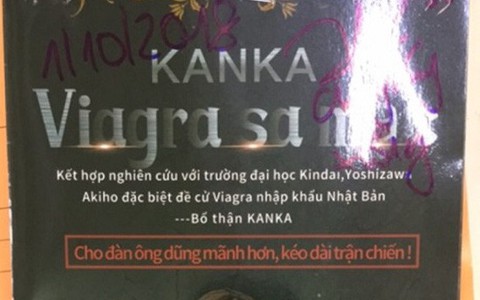 1/10/2018
KANKA
Viagra sa
Kết hợp nghiên cứu với trường đại học Kindai,Yoshizaw
Akiho đặc biệt đề cử Viagra nhập khẩu Nhật Bản
---Bổ thận KANKA
Cho đàn ông dũng mãnh hơn, kéo dài trận chiến !